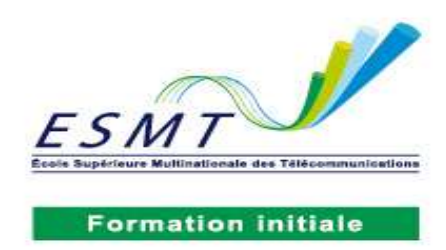 ESMT
École Supérieure Multinationale des Télécommunications
Formation initiale